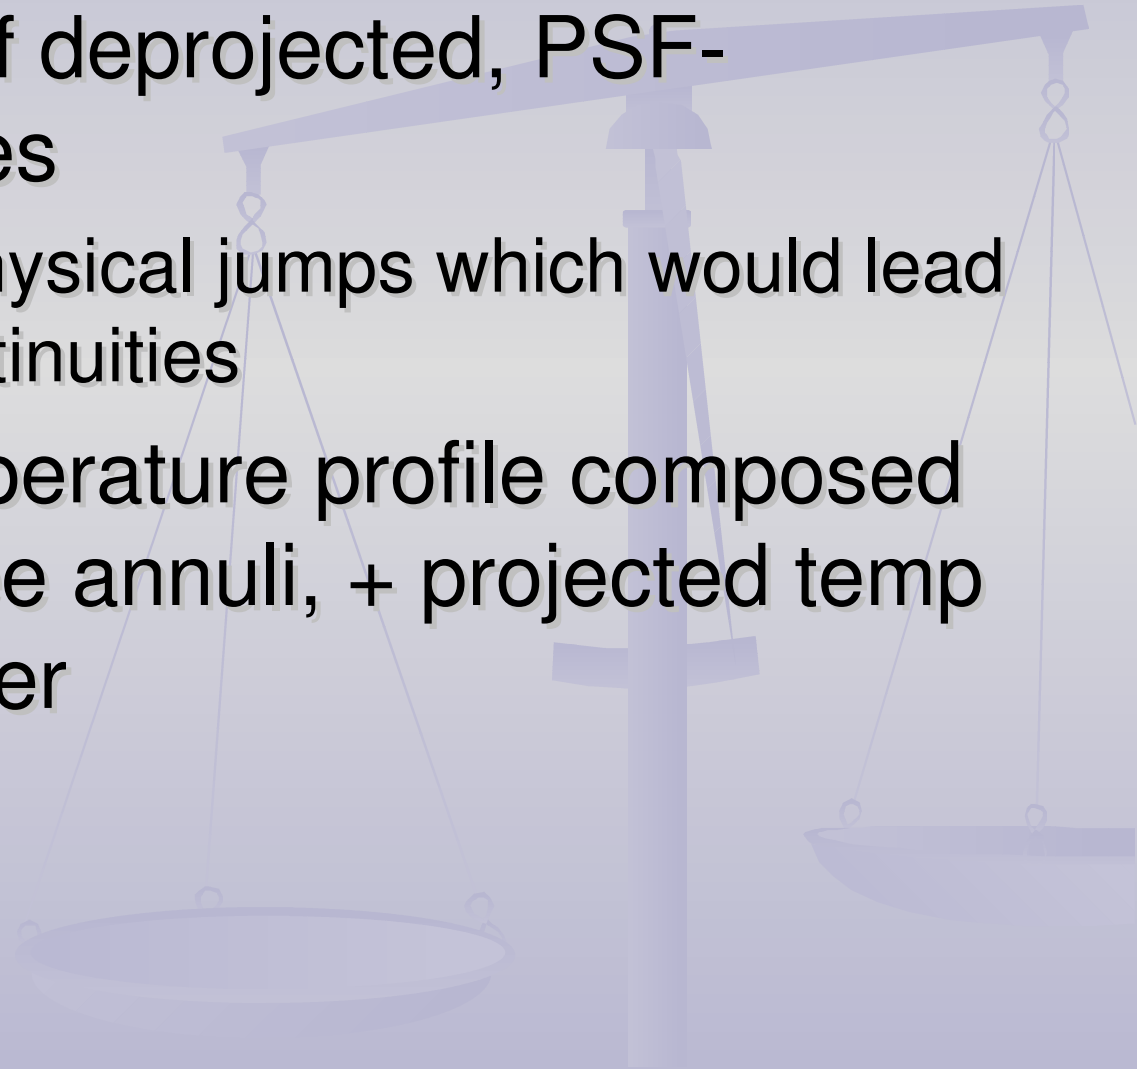 f deprojected, PSF-
es
ysical jumps which would lead
tinuities
perature profile composed
e annuli, + projected temp
er